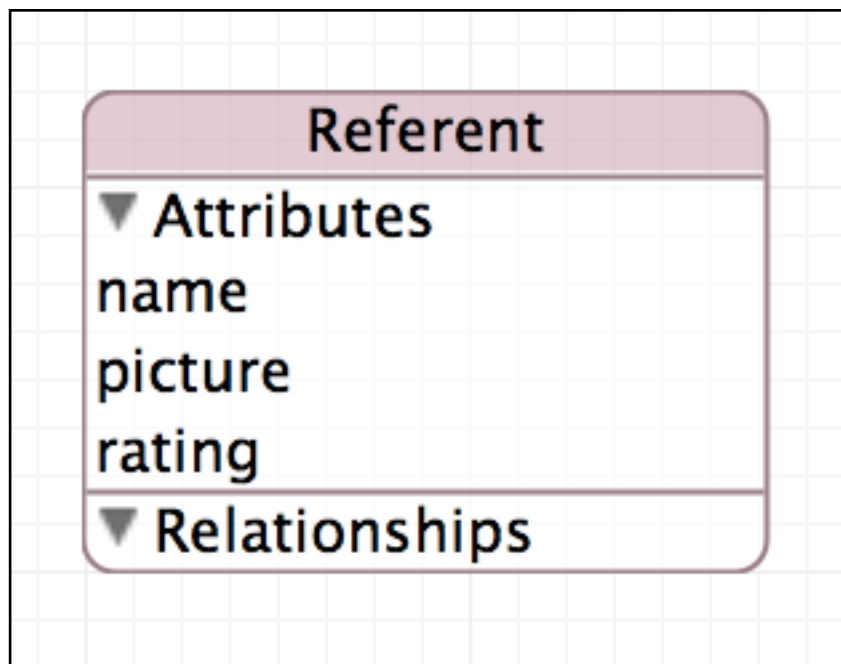 Referent
Attributes
name
picture
rating
Relationships